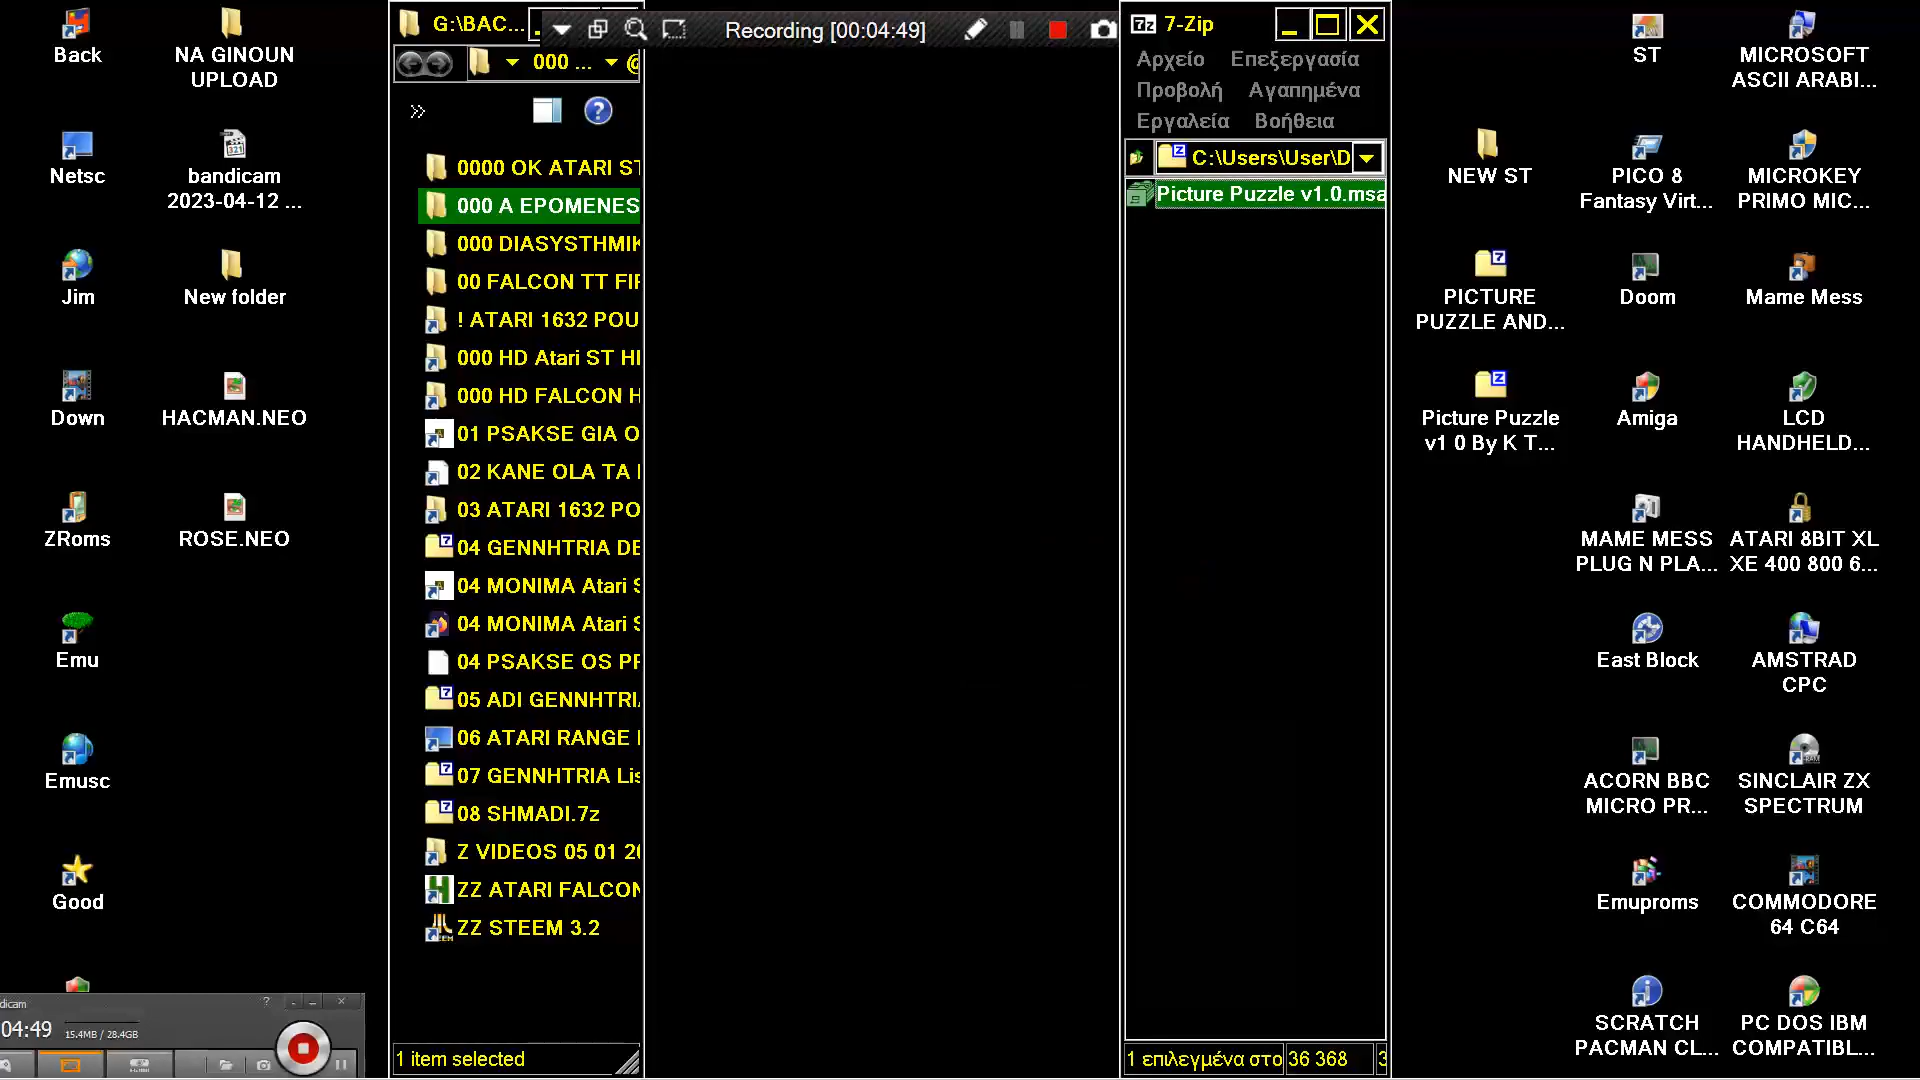 Back
NA GINOUN
UPLOAD
Netsc
bandicam
2023-04-12 ...
Jim
New folder
Down
HACMAN.NEO
ZRoms
ROSE.NEO
Emu
Emusc
Good
dicam
?
04:49
15.4MB / 28.4GB
G:\BAC...
000 ...
0000 OK ATARI ST
000 A EPOMENES
000 DIASYSTHMIK
00 FALCON TT FIF
! ATARI 1632 POU
000 HD Atari ST HI
000 HD FALCON H
01 PSAKSE GIA O
02 KANE OLA TA
03 ATARI 1632 PO
04 GENNHTRIA DE
04 MONIMA Atari S
04 MONIMA Atari S
04 PSAKSE OS PF
05 ADI GENNHTRI
06 ATARI RANGE
07 GENNHTRIA Lis
08 SHMADI.7z
Z VIDEOS 05 01 20
ZZ ATARI FALCON
ZZ STEEM 3.2
1 item selected
Recording [00:04:49]
7-Zip
Αρχείο Επεξεργασία
Προβολή Αγαπημένα
Εργαλεία Βοήθεια
C:\Users\User\D
Picture Puzzle v1.0.msa
1 επιλεγμένα στο
36 368
3
NEW ST
PICTURE
PUZZLE AND...
Picture Puzzle
v1 0 By K T...
ST
MICROSOFT
ASCII ARABI...
PICO 8
Fantasy Virt...
MICROKEY
PRIMO MIC...
Doom
Mame Mess
Amiga
LCD
HANDHELD...
MAME MESS
PLUG N PLA...
ATARI 8BIT XL
XE 400 800 6...
East Block
AMSTRAD
CPC
ACORN BBC
MICRO PR...
SINCLAIR ZX
SPECTRUM
Emuproms
COMMODORE
64 C64
SCRATCH
PACMAN CL...
PC DOS IBM
COMPATIBL...